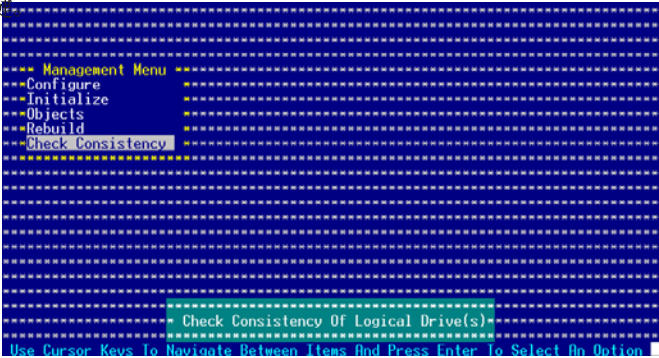 Management Menu
Configure
Initialize
Objects
Rebuild
Check Consistency
Check Consistency Of Logical Drive(s)
Use Cursor Keys To Navigate Between Items And Press Enter To Select An Option